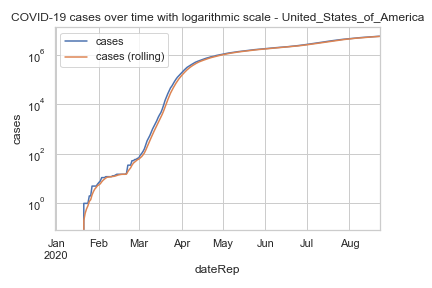 COVID-19 cases over time with logarithmic scale - United_States_of_America
cases
cases (rolling)
10^6
10^4
10^2
10^0
cases
Jan Feb Mar Apr May Jun Jul Aug
2020
dateRep